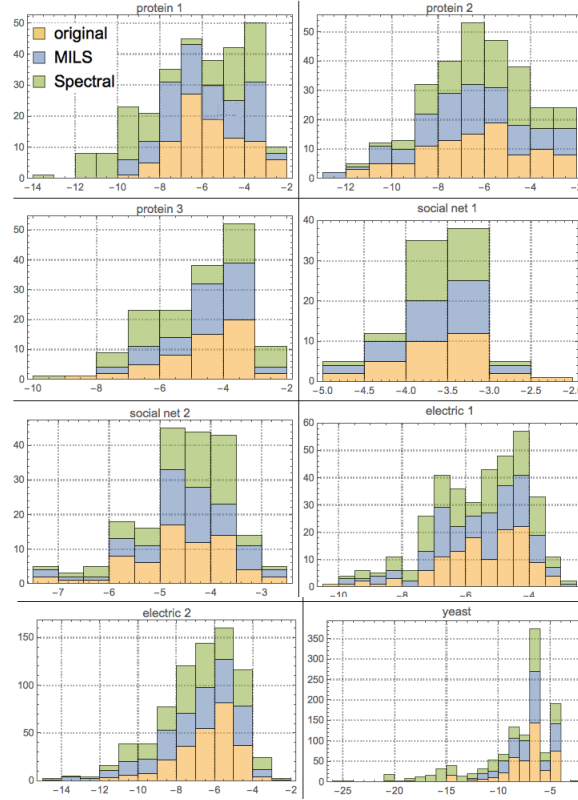 protein 1
50
40
30
20
10
0
original
MILS
Spectral
−14 −12 −10 −8 −6 −4 −2
protein 2
50
40
30
20
10
0
−12 −10 −8 −6 −4 −2
protein 3
50
40
30
20
10
0
−10 −8 −6 −4 −2
social net 1
40
30
20
10
0
−5.0 −4.5 −4.0 −3.5 −3.0 −2.5 −2.0
social net 2
40
30
20
10
0
−7 −6 −5 −4 −3
electric 1
60
50
40
30
20
10
0
−10 −8 −6 −4
electric 2
150
100
50
0
−14 −12 −10 −8 −6 −4 −2
yeast
350
300
250
200
150
100
50
0
−25 −20 −15 −10 −5